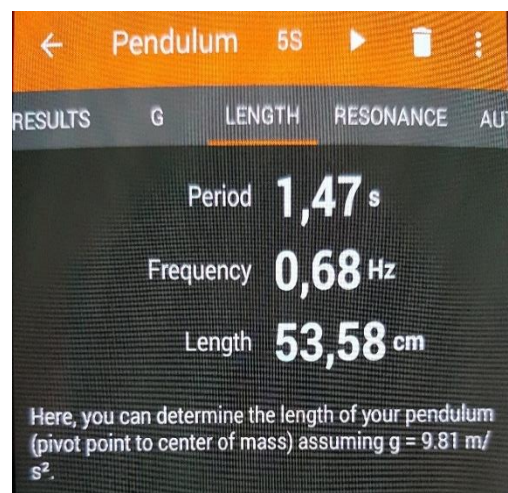 Pendulum 5S
RESULTS G LENGTH RESONANCE AU
Period 1,47 s
Frequency 0,68 Hz
Length 53,58 cm
Here, you can determine the length of your pendulum
(pivot point to center of mass) assuming g = 9.81 m/
s².